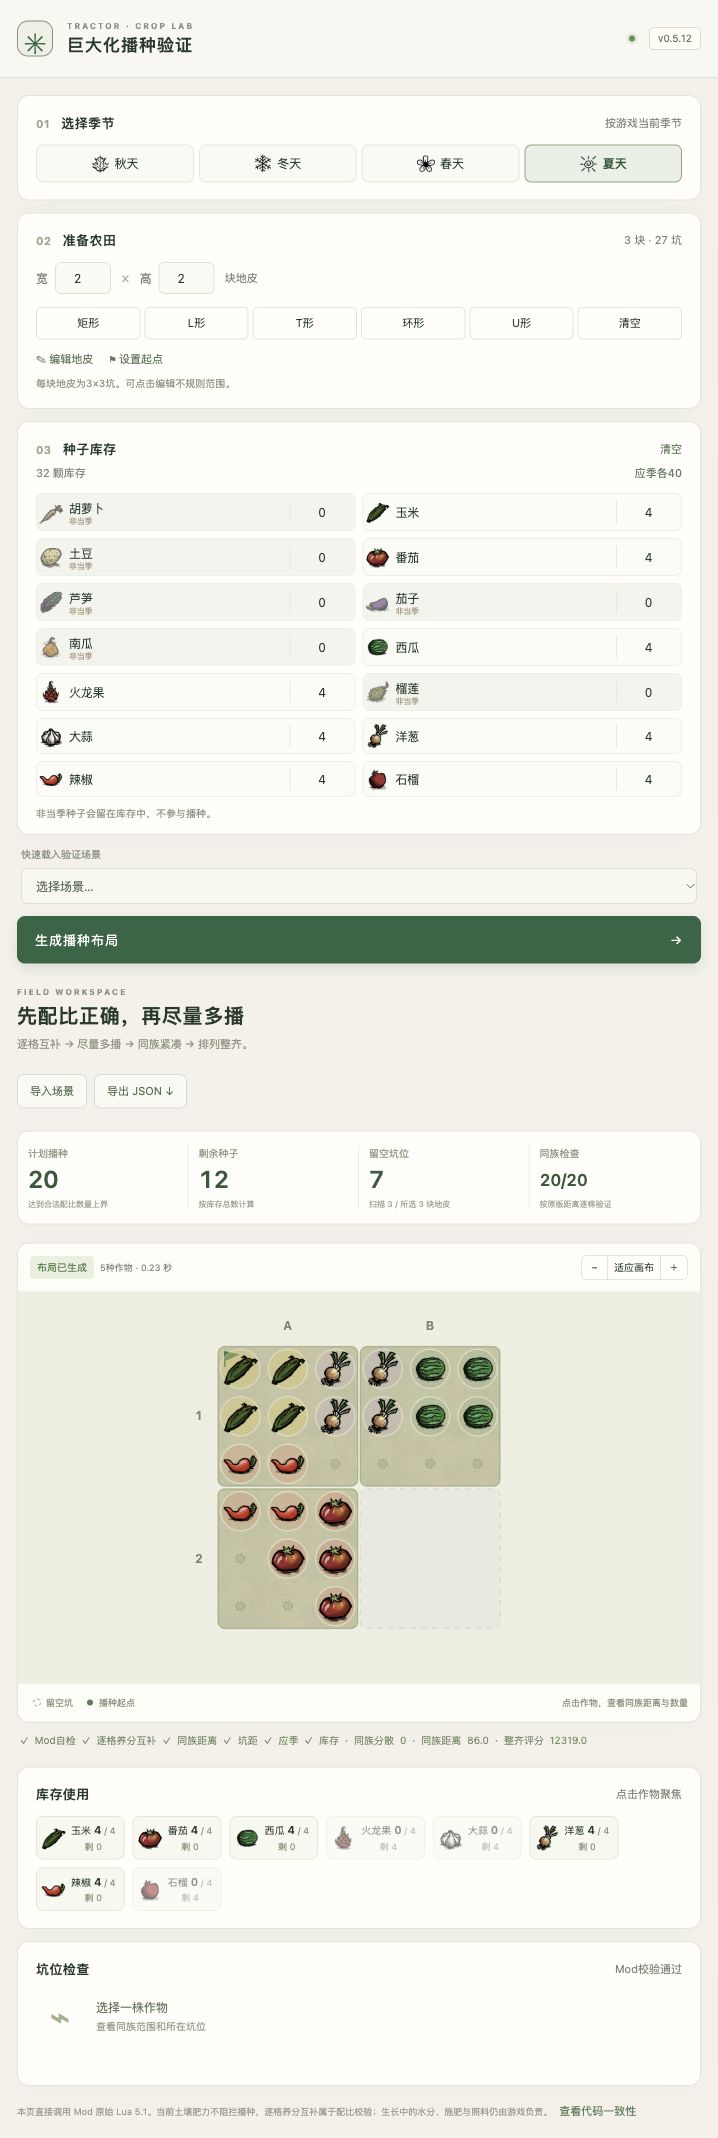 TRACTOR · CROP LAB
巨大化播种验证
v0.5.12
01 选择季节
按游戏当前季节
秋天
冬天
春天
夏天
02 准备农田
3 块 · 27 坑
宽 2 × 高 2 块地皮
矩形
L形
T形
环形
U形
清空
✎ 编辑地皮
⚑ 设置起点
每块地皮为3×3坑。可点击编辑不规则范围。
03 种子库存
清空
32 颗库存
应季各40
胡萝卜
非当季
0
玉米
4
土豆
非当季
0
番茄
4
芦笋
非当季
0
茄子
非当季
0
南瓜
非当季
0
西瓜
4
火龙果
4
榴莲
非当季
0
大蒜
4
洋葱
4
辣椒
4
石榴
4
非当季种子会留在库存中，不参与播种。
快速载入验证场景
选择场景...
生成播种布局 →
FIELD WORKSPACE
先配比正确，再尽量多播
逐格互补 → 尽量多播 → 同族紧凑 → 排列整齐。
导入场景
导出 JSON ↓
计划播种
20
达到合法配比数量上界
剩余种子
12
按库存总数计算
留空坑位
7
扫描 3 / 所选 3 块地皮
同族检查
20/20
按原版距离逐株验证
布局已生成
5种作物 · 0.23 秒
−
适应画布
+
A
B
1
2
留空坑
播种起点
点击作物，查看同族距离与数量
✓ Mod自检 ✓ 逐格养分互补 ✓ 同族距离 ✓ 坑距 ✓ 应季 ✓ 库存 · 同族分散 0 · 同族距离 86.0 · 整齐评分 12319.0
库存使用
点击作物聚焦
玉米 4 / 4
剩 0
番茄 4 / 4
剩 0
西瓜 4 / 4
剩 0
火龙果 0 / 4
剩 4
大蒜 0 / 4
剩 4
洋葱 4 / 4
剩 0
辣椒 4 / 4
剩 0
石榴 0 / 4
剩 4
坑位检查
Mod校验通过
选择一株作物
查看同族范围和所在坑位
本页直接调用 Mod 原始 Lua 5.1。当前土壤肥力不阻拦播种，逐格养分互补属于配比校验；生长中的水分、施肥与照料仍由游戏负责。 查看代码一致性